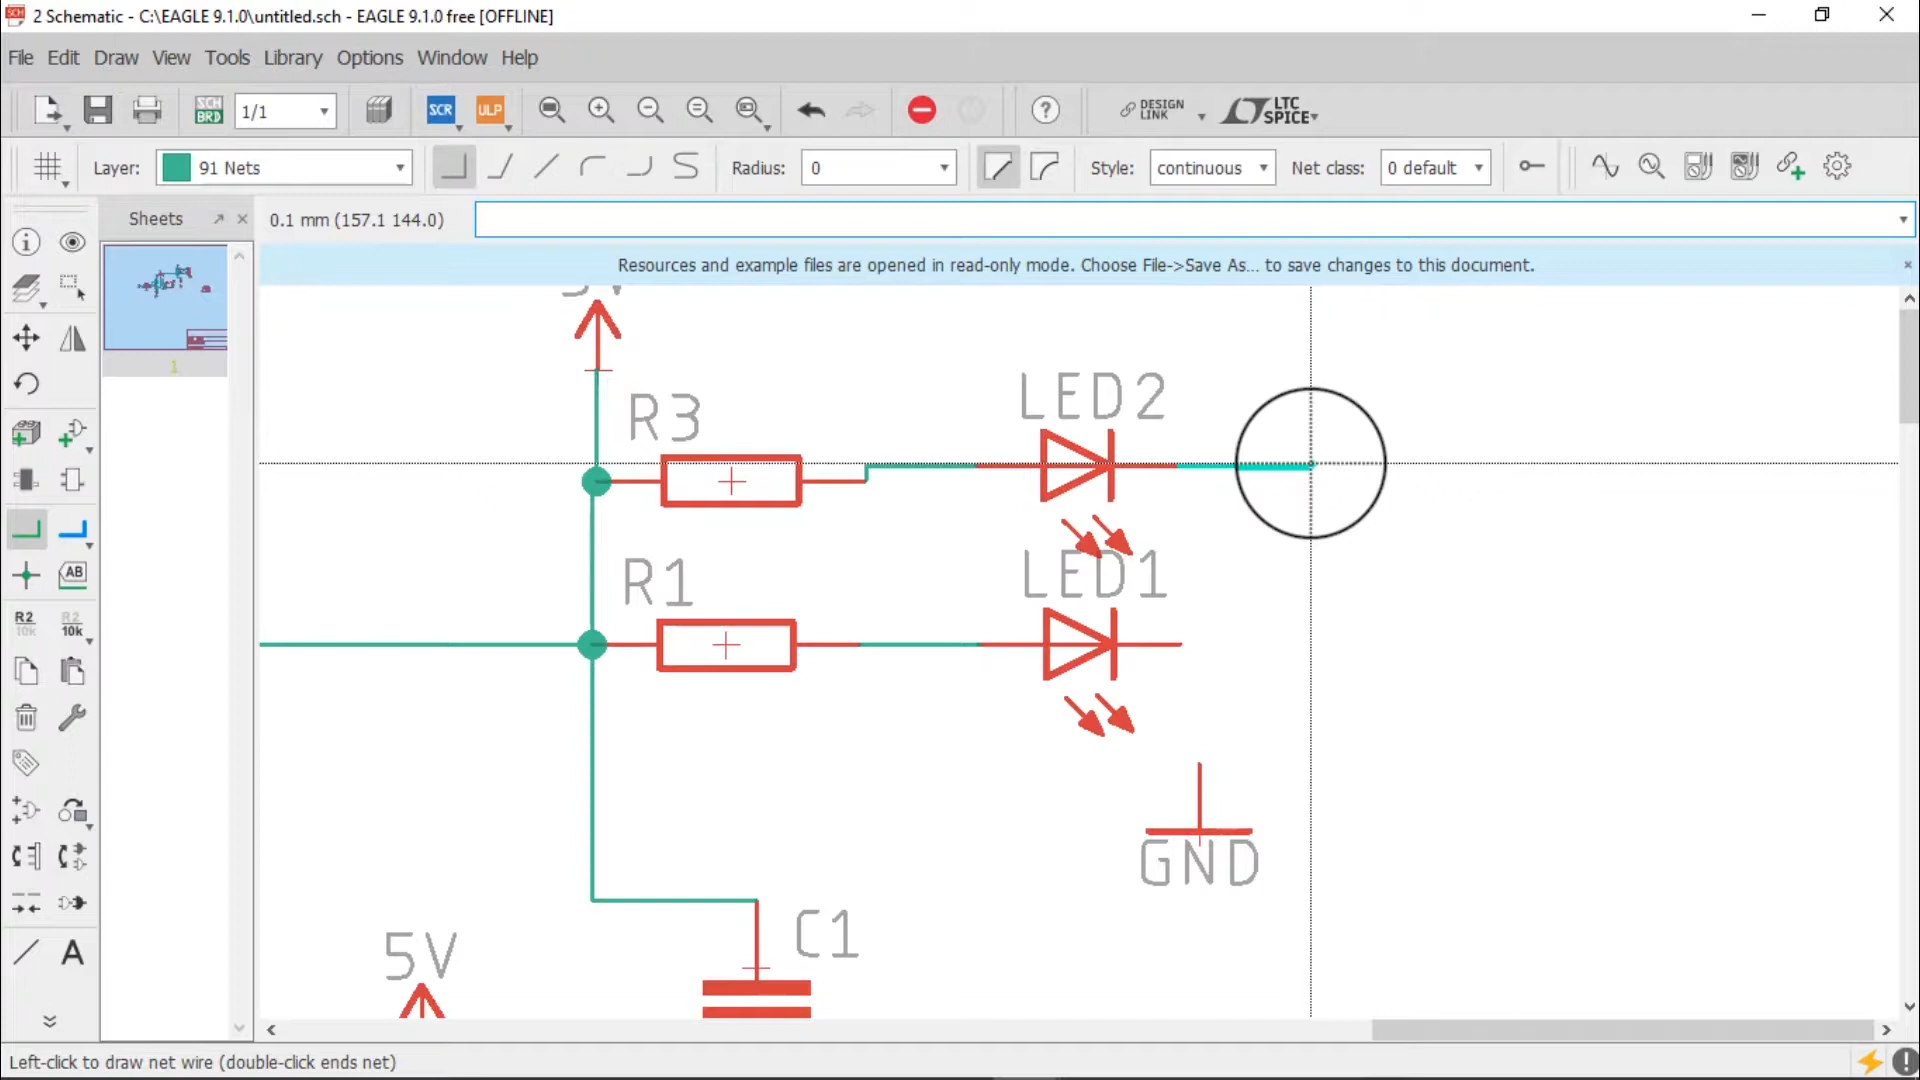 2 Schematic - C:\EAGLE 9.1.0\untitled.sch - EAGLE 9.1.0 free [OFFLINE]
File Edit Draw View Tools Library Options Window Help
SCH BRD 1/1 SCR ULP DESIGN LINK LTC SPICE
Layer: 91 Nets Radius: 0 Style: continuous Net class: 0 default
Sheets 0.1 mm (157.1 144.0)
Resources and example files are opened in read-only mode. Choose File->Save As... to save changes to this document.
1
R3 LED2
R1 LED1
GND
5V C1
AB
R2 10k R2 10k
A
Left-click to draw net wire (double-click ends net)